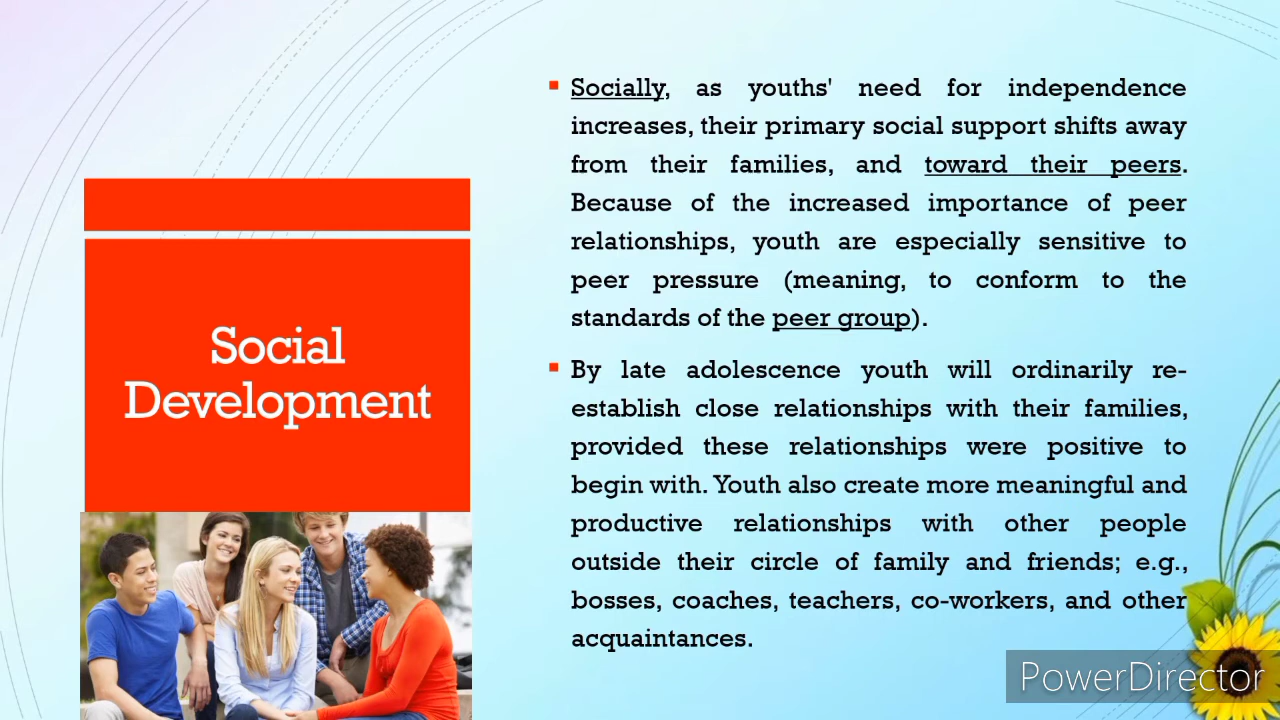 Social
Development
Socially, as youths' need for independence
increases, their primary social support shifts away
from their families, and toward their peers.
Because of the increased importance of peer
relationships, youth are especially sensitive to
peer pressure (meaning, to conform to the
standards of the peer group).
By late adolescence youth will ordinarily re-
establish close relationships with their families,
provided these relationships were positive to
begin with. Youth also create more meaningful and
productive relationships with other people
outside their circle of family and friends; e.g.,
bosses, coaches, teachers, co-workers, and other
acquaintances.
PowerDirector